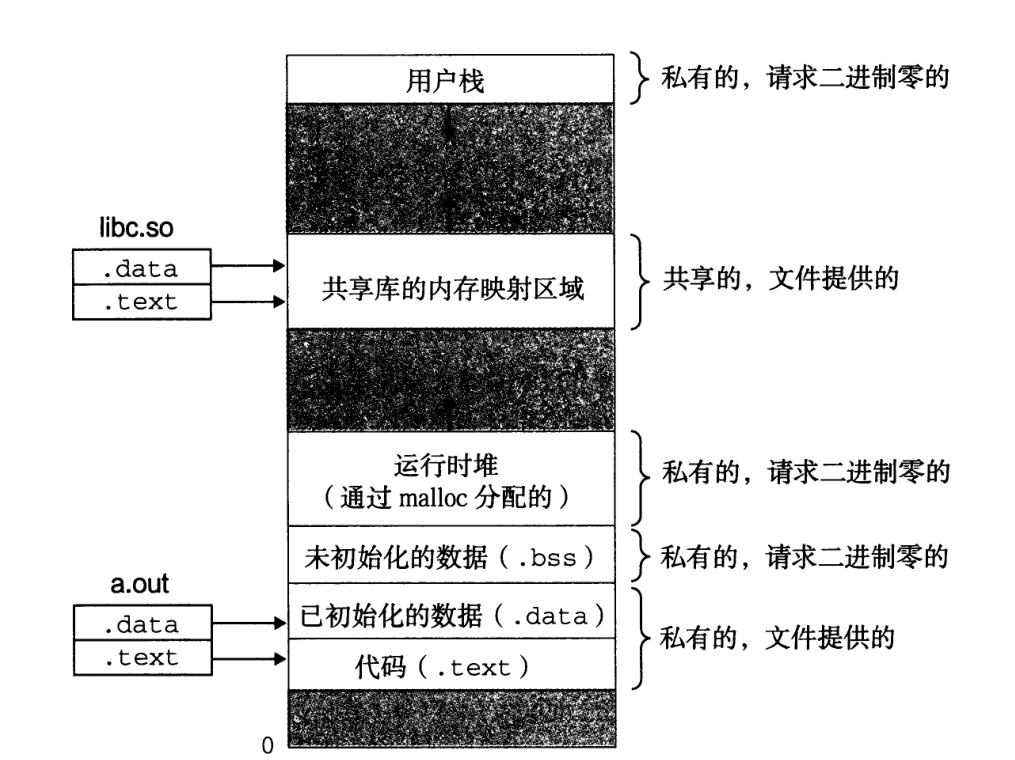 用户栈
私有的，请求二进制零的
libc.so
.data
.text
共享库的内存映射区域
共享的，文件提供的
运行时堆
（通过 malloc 分配的）
私有的，请求二进制零的
未初始化的数据（.bss）
私有的，请求二进制零的
a.out
.data
.text
已初始化的数据（.data）
代码（.text）
私有的，文件提供的
0